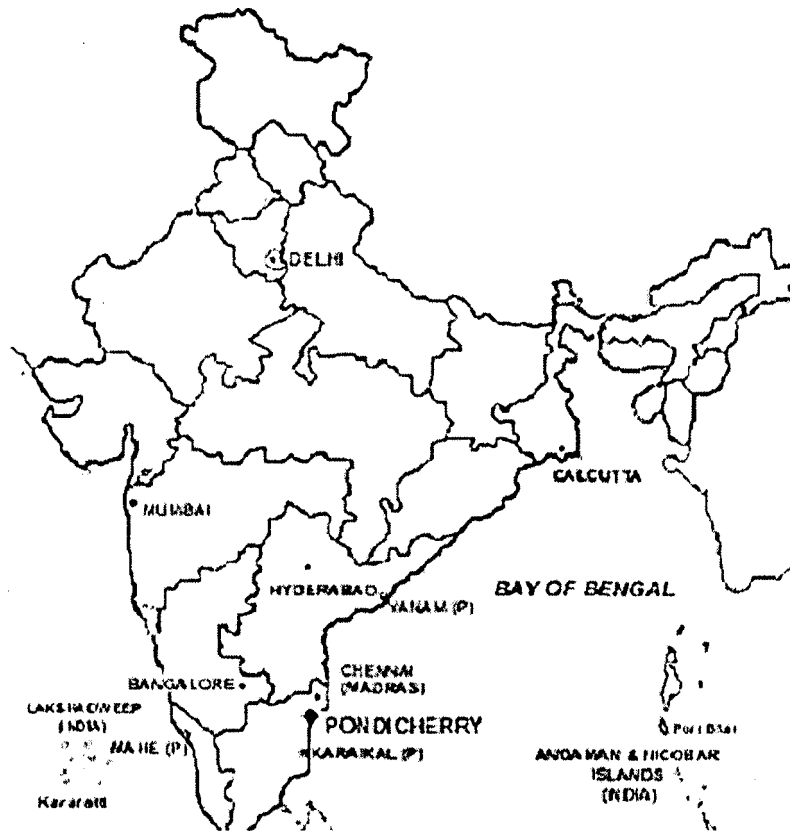 DELHI
CALCUTTA
MUMBAI
HYDERABAD
YANAM (P)
BAY OF BENGAL
CHENNAI
(MADRAS)
BANGALORE
LAKSHADWEEP
(INDIA)
PONDICHERRY
MAHE (P)
KARAIKAL (P)
Port Blair
ANDAMAN & NICOBAR
ISLANDS
(INDIA)